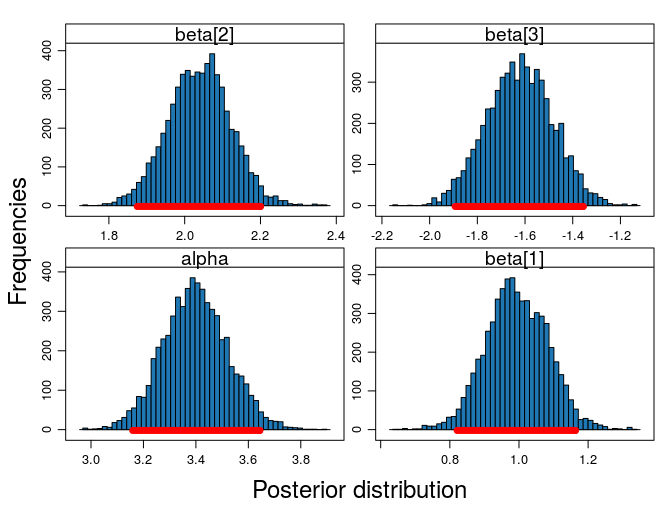 beta[2]
0 100 200 300 400
1.8 2.0 2.2 2.4
beta[3]
0 100 200 300
-2.2 -2.0 -1.8 -1.6 -1.4 -1.2
alpha
0 100 200 300 400
3.0 3.2 3.4 3.6 3.8
beta[1]
0 100 200 300 400
0.8 1.0 1.2
Frequencies
Posterior distribution